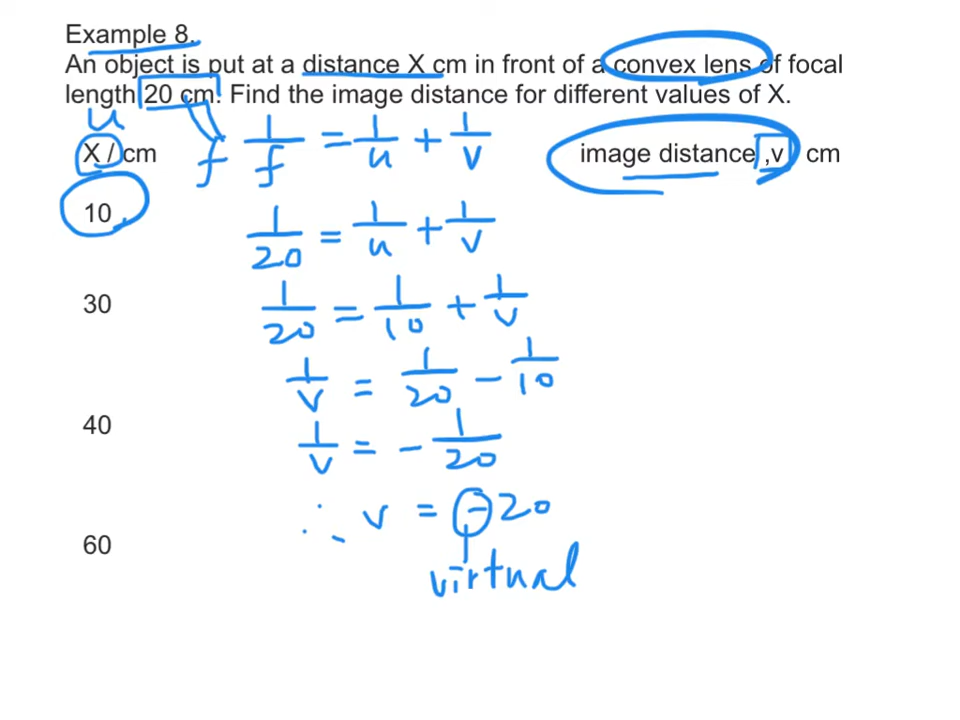 Example 8.
An object is put at a distance X cm in front of a convex lens of focal
length 20 cm. Find the image distance for different values of X.
u
X / cm f 1/f = 1/u + 1/v image distance ,v / cm
10 1/20 = 1/u + 1/v
30 1/20 = 1/10 + 1/v
1/v = 1/20 - 1/10
40 1/v = - 1/20
∴ v = -20
60
virtual